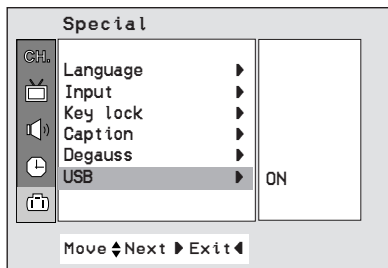 Special
CH.
Language
Input
Key lock
Caption
Degauss
USB ON
Move Next Exit